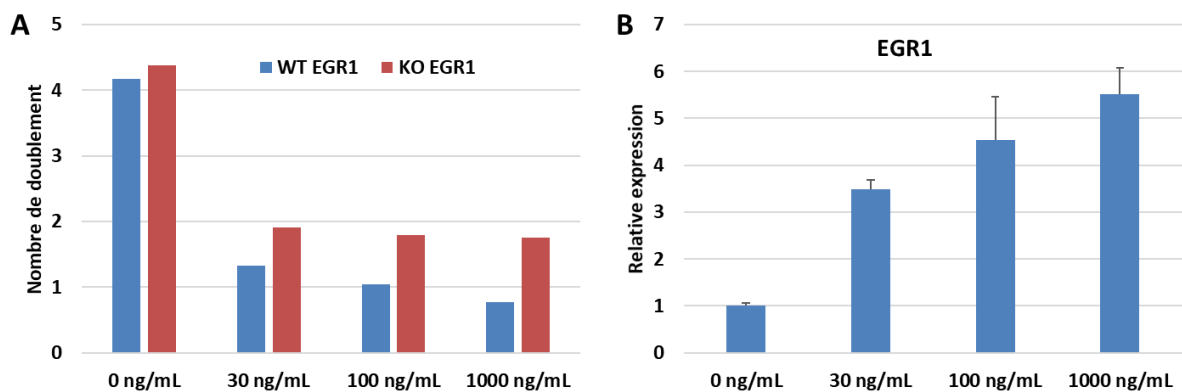 A
Nombre de doublement
5
4
3
2
1
0
WT EGR1 KO EGR1
0 ng/mL 30 ng/mL 100 ng/mL 1000 ng/mL
B
EGR1
Relative expression
7
6
5
4
3
2
1
0
0 ng/mL 30 ng/mL 100 ng/mL 1000 ng/mL